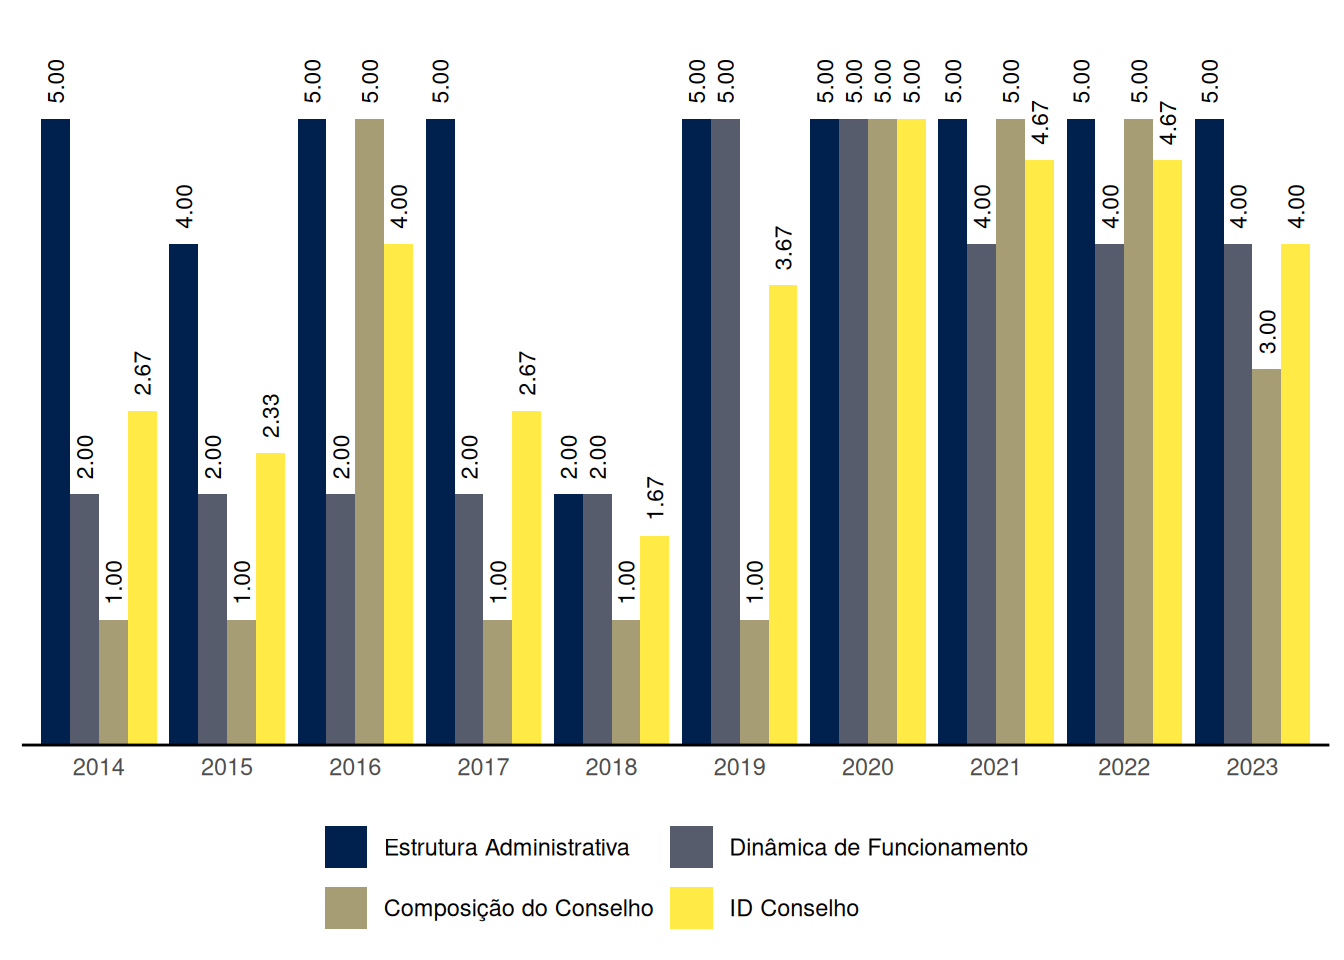 5.00 2.00 1.00 2.67
4.00 2.00 1.00 2.33
5.00 2.00 5.00 4.00
5.00 2.00 1.00 2.67
2.00 2.00 1.00 1.67
5.00 5.00 1.00 3.67
5.00 5.00 5.00 5.00
5.00 4.00 5.00 4.67
5.00 4.00 5.00 4.67
5.00 4.00 3.00 4.00
2014 2015 2016 2017 2018 2019 2020 2021 2022 2023
Estrutura Administrativa Dinâmica de Funcionamento
Composição do Conselho ID Conselho